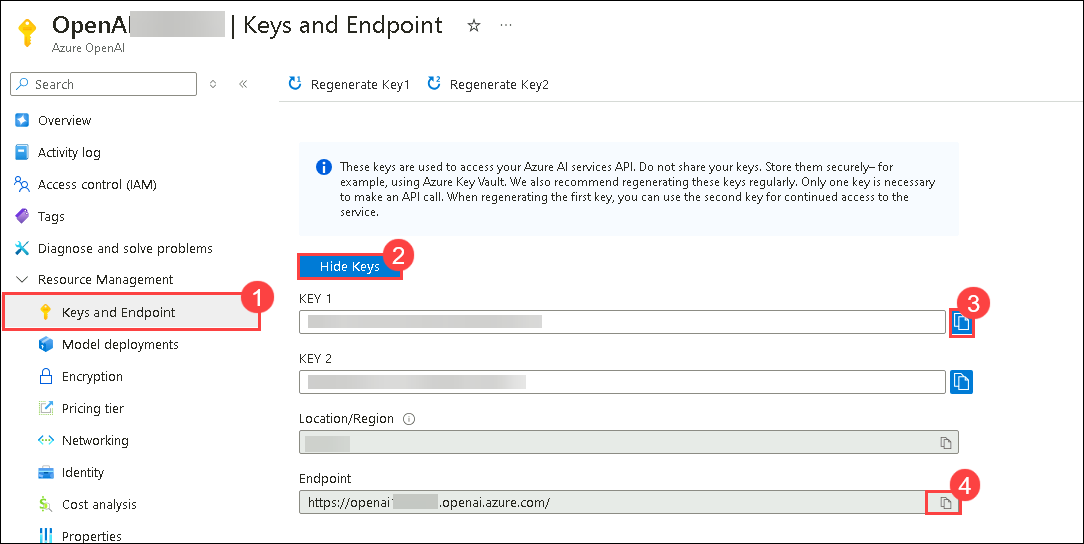 OpenAI | Keys and Endpoint
Azure OpenAI
Search
Regenerate Key1
Regenerate Key2
Overview
Activity log
Access control (IAM)
Tags
Diagnose and solve problems
Resource Management
Keys and Endpoint
1
Model deployments
Encryption
Pricing tier
Networking
Identity
Cost analysis
Properties
These keys are used to access your Azure AI services API. Do not share your keys. Store them securely– for
example, using Azure Key Vault. We also recommend regenerating these keys regularly. Only one key is necessary
to make an API call. When regenerating the first key, you can use the second key for continued access to the
service.
Hide Keys
2
KEY 1
3
KEY 2
Location/Region
Endpoint
https://openai .openai.azure.com/
4